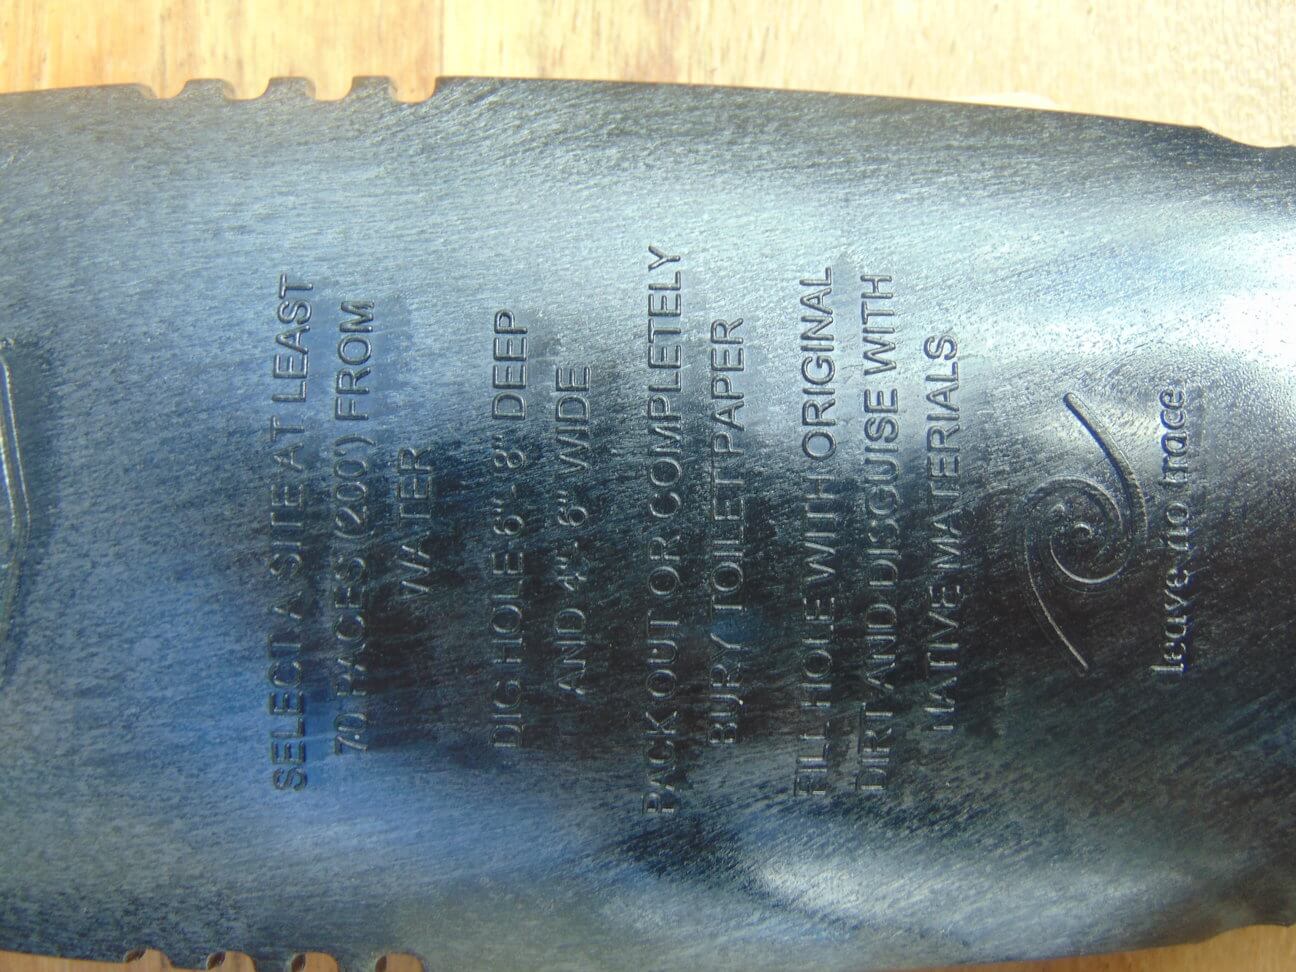 SELECT A SITE AT LEAST
70 PACES (200') FROM
WATER
DIG HOLE 6"- 8" DEEP
AND 4"- 6" WIDE
PACK OUT OR COMPLETELY
BURY TOILET PAPER
FILL HOLE WITH ORIGINAL
DIRT AND DISGUISE WITH
NATIVE MATERIALS
leave no trace